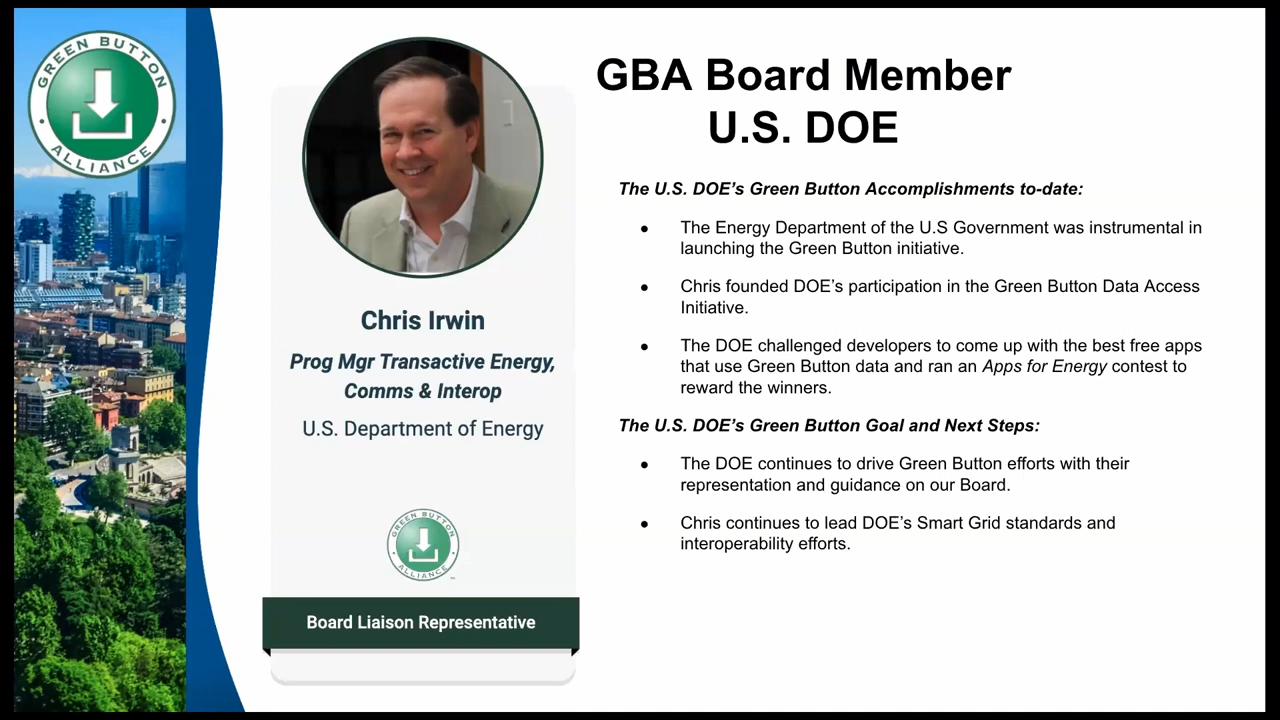 GREEN BUTTON
ALLIANCE
GBA Board Member
U.S. DOE
Chris Irwin
Prog Mgr Transactive Energy,
Comms & Interop
U.S. Department of Energy
GREEN BUTTON
ALLIANCE
Board Liaison Representative
The U.S. DOE's Green Button Accomplishments to-date:
● The Energy Department of the U.S Government was instrumental in
launching the Green Button initiative.
● Chris founded DOE's participation in the Green Button Data Access
Initiative.
● The DOE challenged developers to come up with the best free apps
that use Green Button data and ran an Apps for Energy contest to
reward the winners.
The U.S. DOE's Green Button Goal and Next Steps:
● The DOE continues to drive Green Button efforts with their
representation and guidance on our Board.
● Chris continues to lead DOE's Smart Grid standards and
interoperability efforts.